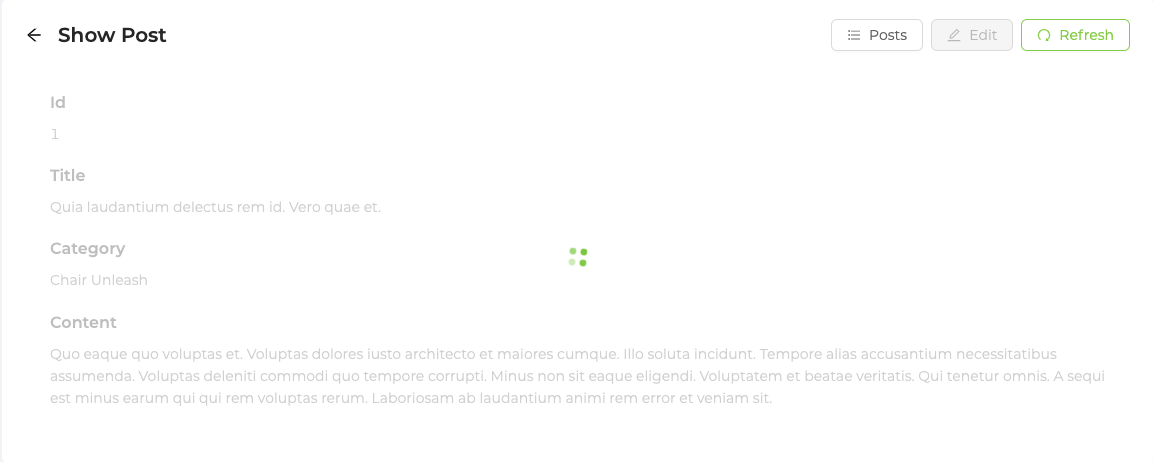 Show Post
Posts
Edit
Refresh
Id
1
Title
Quia laudantium delectus rem id. Vero quae et.
Category
Chair Unleash
Content
Quo eaque quo voluptas et. Voluptas dolores iusto architecto et maiores cumque. Illo soluta incidunt. Tempore alias accusantium necessitatibus
assumenda. Voluptas deleniti commodi quo tempore corrupti. Minus non sit eaque eligendi. Voluptatem et beatae veritatis. Qui tenetur omnis. A sequi
est minus earum qui qui rem voluptas rerum. Laboriosam ab laudantium animi rem error et veniam sit.